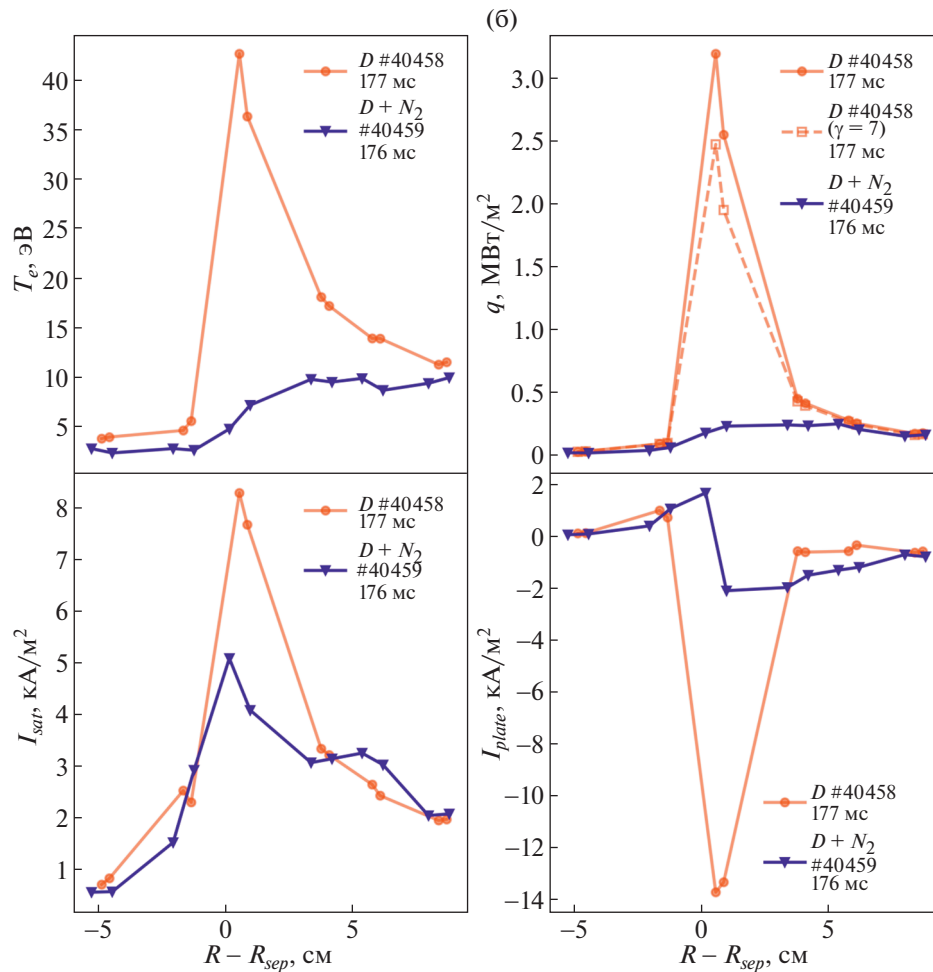 (б)
D #40458
177 мс
D + N₂
#40459
176 мс
40
35
30
25
20
15
10
5
Tₑ, эВ
D #40458
177 мс
D #40458
(γ = 7)
177 мс
D + N₂
#40459
176 мс
3.0
2.5
2.0
1.5
1.0
0.5
0
q, МВт/м²
D #40458
177 мс
D + N₂
#40459
176 мс
8
7
6
5
4
3
2
1
I_sat, кА/м²
−5
0
5
R − R_sep, см
2
0
−2
−4
−6
−8
−10
−12
−14
I_plate, кА/м²
D #40458
177 мс
D + N₂
#40459
176 мс
−5
0
5
R − R_sep, см